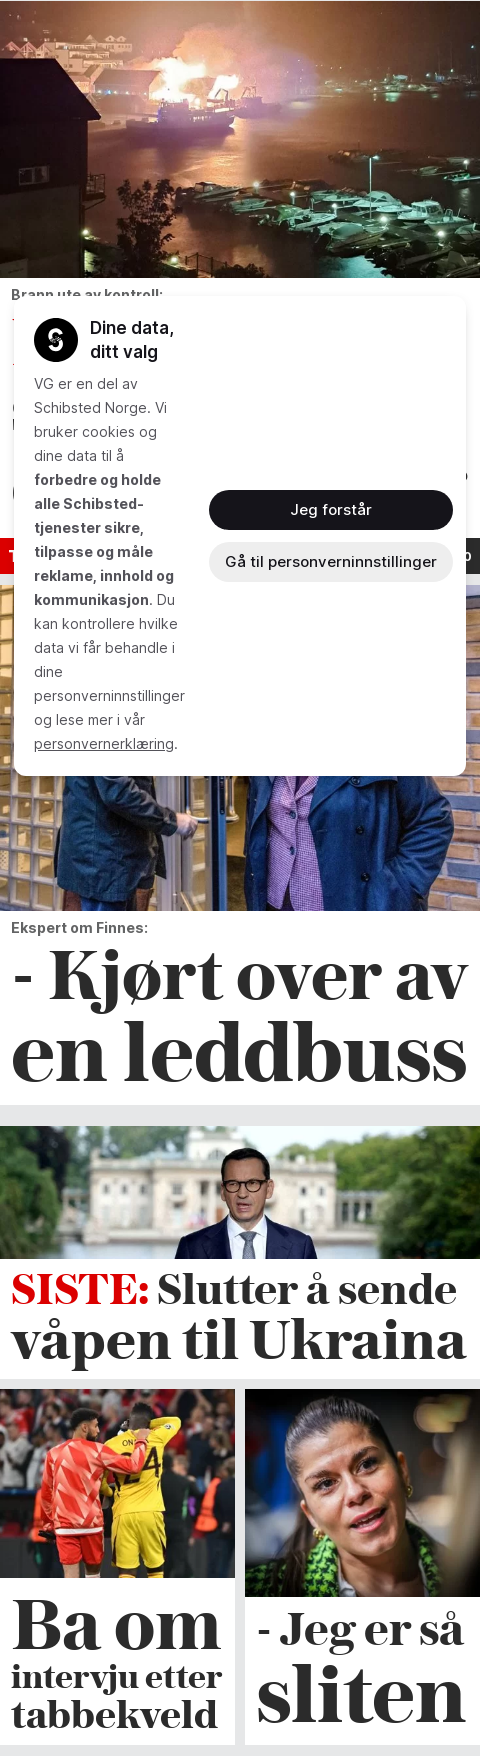 Brann ute av kontroll:
Dine data,
ditt valg
VG er en del av
Schibsted Norge. Vi
bruker cookies og
dine data til å
forbedre og holde
alle Schibsted-
tjenester sikre,
tilpasse og måle
reklame, innhold og
kommunikasjon. Du
kan kontrollere hvilke
data vi får behandle i
dine
personverninnstillinger
og lese mer i vår
personvernerklæring.
Jeg forstår
Gå til personverninnstillinger
Ekspert om Finnes:
- Kjørt over av
en leddbuss
SISTE: Slutter å sende
våpen til Ukraina
Ba om
intervju etter
tabbekveld
- Jeg er så
sliten